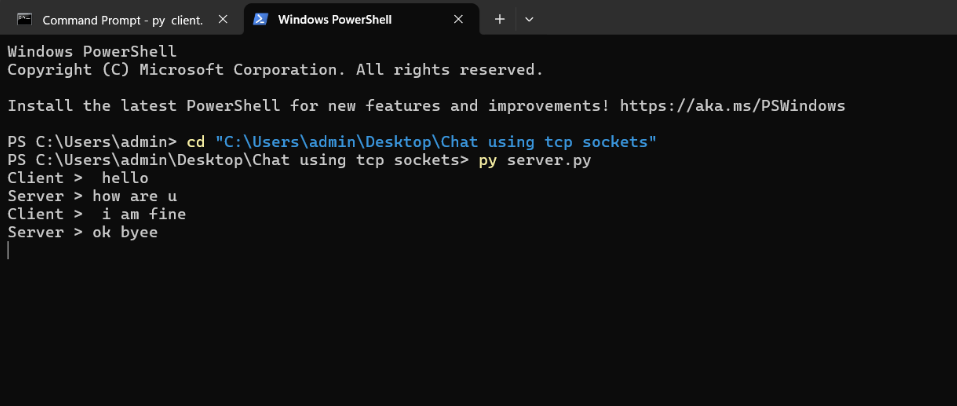 Command Prompt - py  client.
Windows PowerShell
Windows PowerShell
Copyright (C) Microsoft Corporation. All rights reserved.
Install the latest PowerShell for new features and improvements! https://aka.ms/PSWindows
PS C:\Users\admin> cd "C:\Users\admin\Desktop\Chat using tcp sockets"
PS C:\Users\admin\Desktop\Chat using tcp sockets> py server.py
Client >  hello
Server > how are u
Client >  i am fine
Server > ok byee